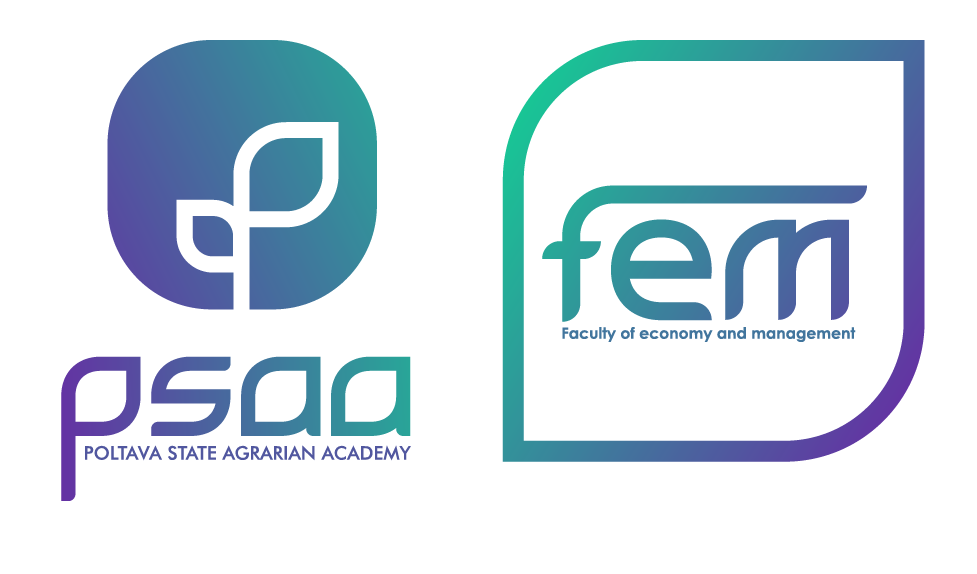 psaa
POLTAVA STATE AGRARIAN ACADEMY
fem
Faculty of economy and management